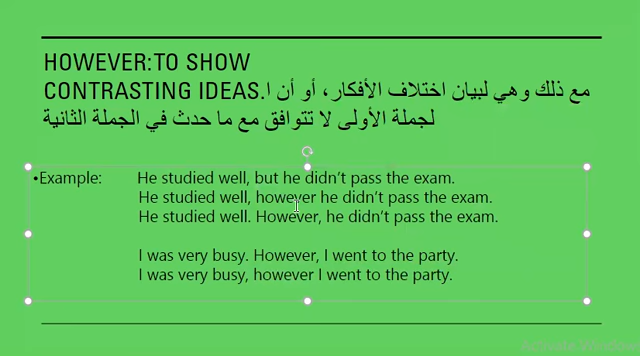 HOWEVER:TO SHOW
CONTRASTING IDEAS.مع ذلك وهي لبيان اختلاف الأفكار، أو أن ا
لجملة الأولى لا تتوافق مع ما حدث في الجملة الثانية
•Example: He studied well, but he didn't pass the exam.
He studied well, however he didn't pass the exam.
He studied well. However, he didn't pass the exam.
I was very busy. However, I went to the party.
I was very busy, however I went to the party.
Activate Windows